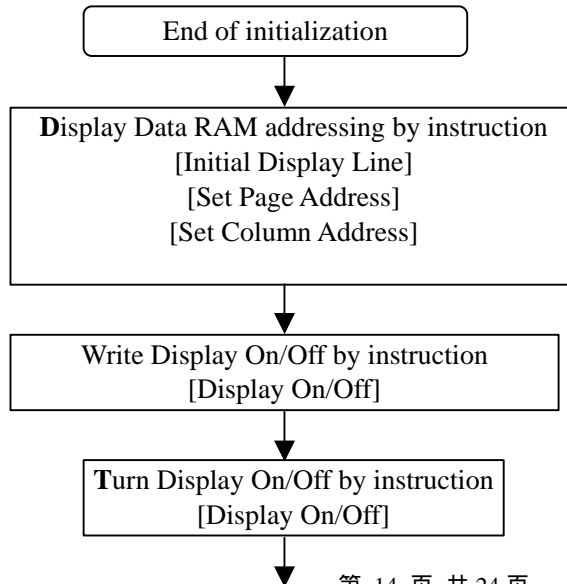 End of initialization
Display Data RAM addressing by instruction
[Initial Display Line]
[Set Page Address]
[Set Column Address]
Write Display On/Off by instruction
[Display On/Off]
Turn Display On/Off by instruction
[Display On/Off]
第 14 页 共 24 页